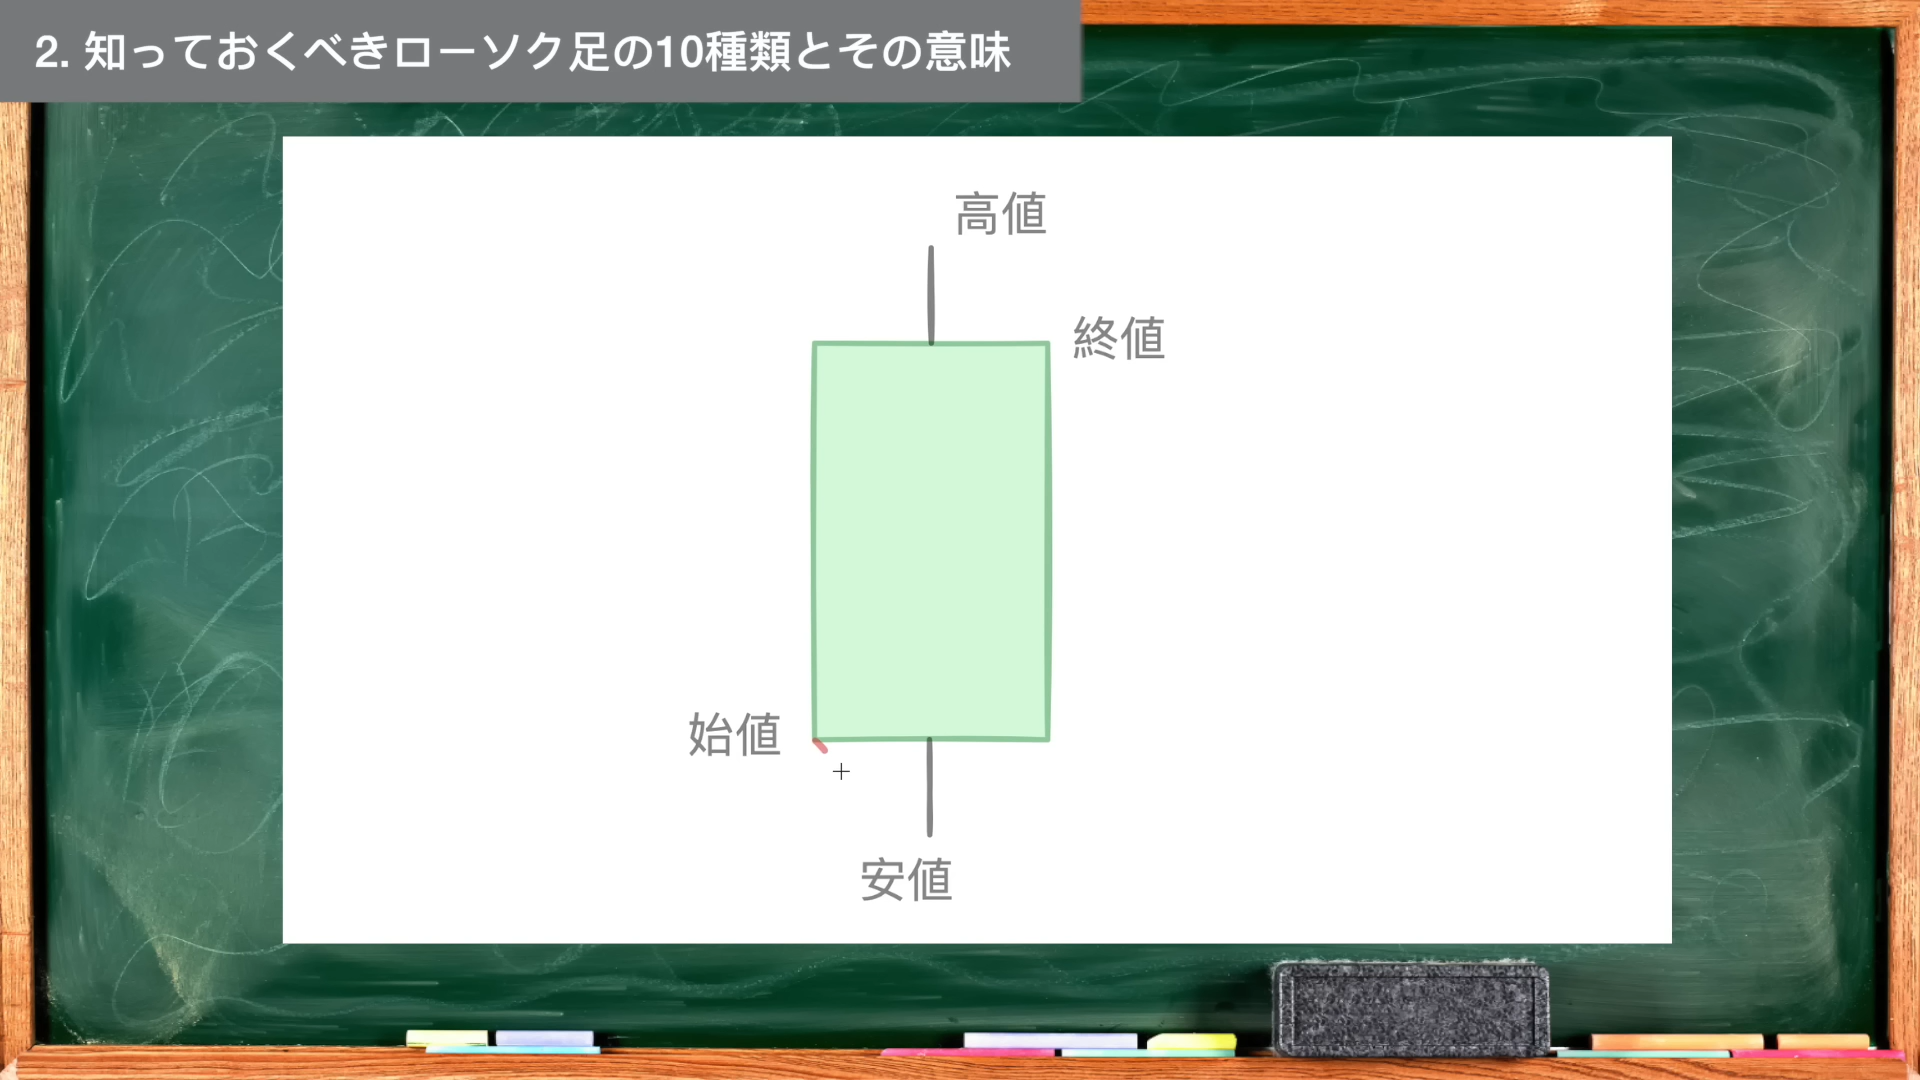 2. 知っておくべきローソク足の10種類とその意味
高値
終値
始値
安値